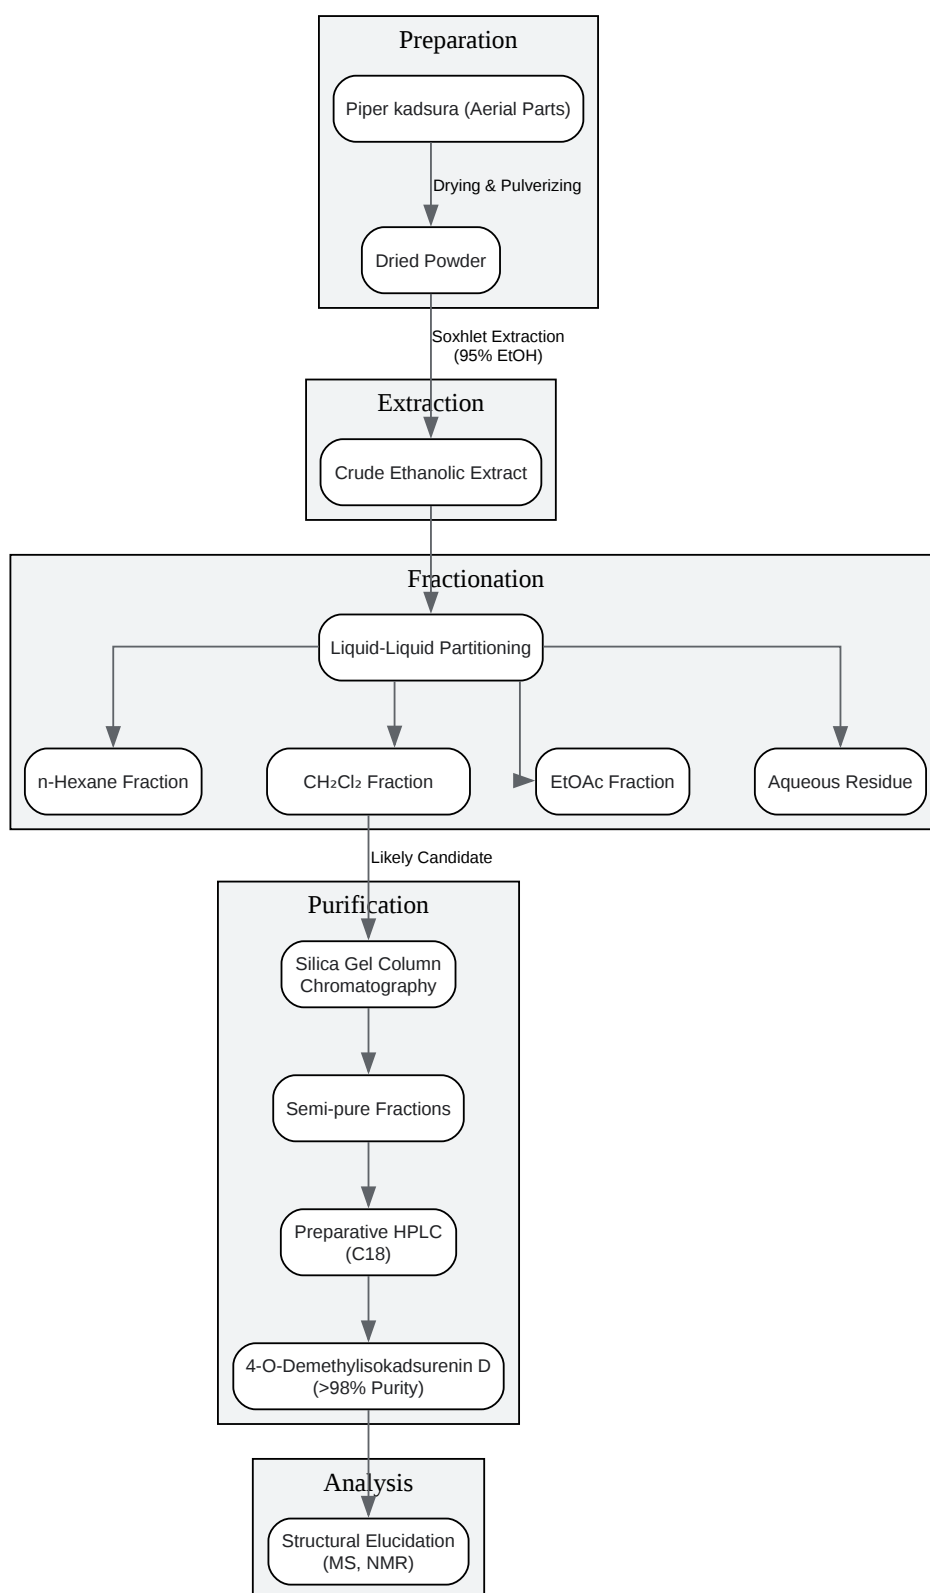 Preparation
Piper kadsura (Aerial Parts)
Drying & Pulverizing
Dried Powder
Soxhlet Extraction
(95% EtOH)
Extraction
Crude Ethanolic Extract
Fractionation
Liquid-Liquid Partitioning
n-Hexane Fraction
CH₂Cl₂ Fraction
EtOAc Fraction
Aqueous Residue
Likely Candidate
Purification
Silica Gel Column
Chromatography
Semi-pure Fractions
Preparative HPLC
(C18)
4-O-Demethylisokadsurenin D
(>98% Purity)
Analysis
Structural Elucidation
(MS, NMR)